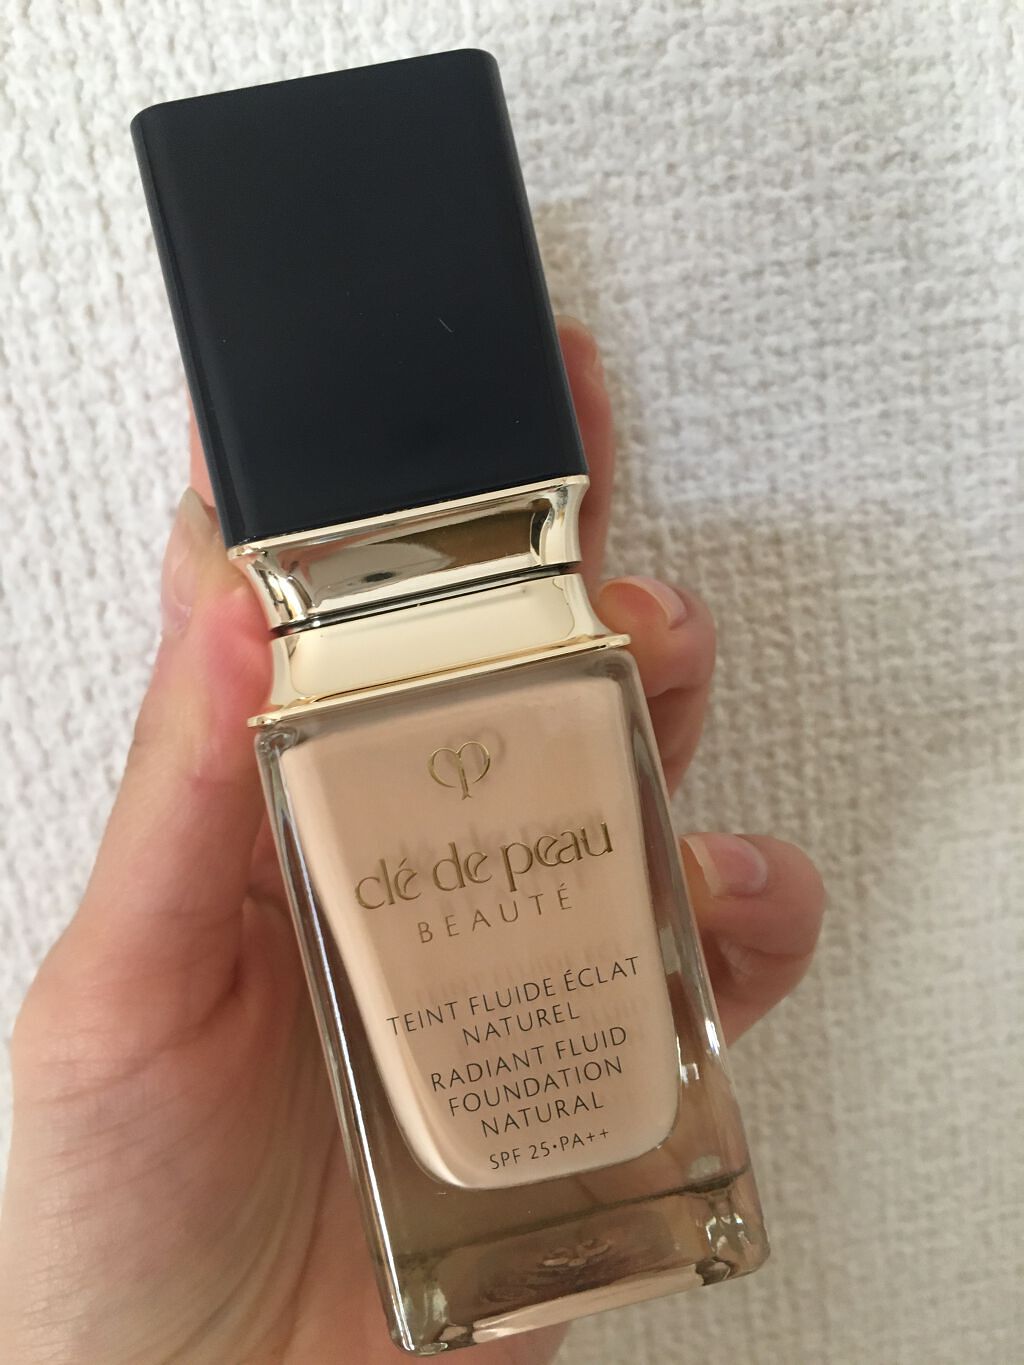 clé de peau
BEAUTÉ
TEINT FLUIDE ÉCLAT
NATUREL
RADIANT FLUID
FOUNDATION
NATURAL
SPF 25•PA++